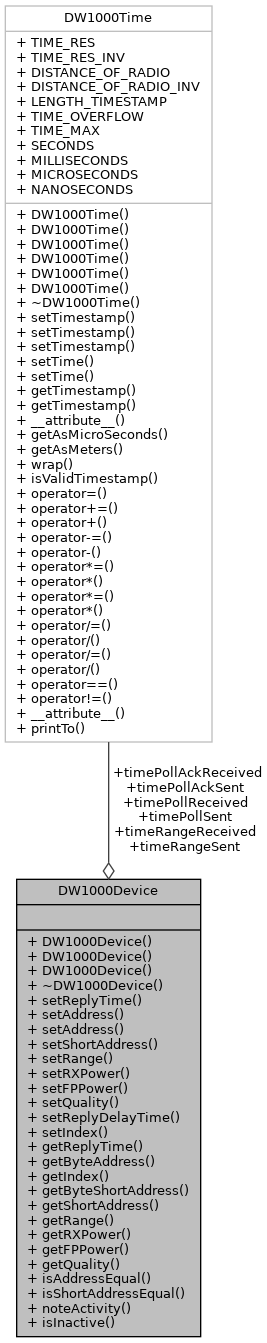 DW1000Time
+ TIME_RES
+ TIME_RES_INV
+ DISTANCE_OF_RADIO
+ DISTANCE_OF_RADIO_INV
+ LENGTH_TIMESTAMP
+ TIME_OVERFLOW
+ TIME_MAX
+ SECONDS
+ MILLISECONDS
+ MICROSECONDS
+ NANOSECONDS
+ DW1000Time()
+ DW1000Time()
+ DW1000Time()
+ DW1000Time()
+ DW1000Time()
+ DW1000Time()
+ ~DW1000Time()
+ setTimestamp()
+ setTimestamp()
+ setTimestamp()
+ setTime()
+ setTime()
+ getTimestamp()
+ getTimestamp()
+ __attribute__()
+ getAsMicroSeconds()
+ getAsMeters()
+ wrap()
+ isValidTimestamp()
+ operator=()
+ operator+=()
+ operator+()
+ operator-=()
+ operator-()
+ operator*=()
+ operator*()
+ operator*=()
+ operator*()
+ operator/=()
+ operator/()
+ operator/=()
+ operator/()
+ operator==()
+ operator!=()
+ __attribute__()
+ printTo()
+timePollAckReceived
+timePollAckSent
+timePollReceived
+timePollSent
+timeRangeReceived
+timeRangeSent
DW1000Device
+ DW1000Device()
+ DW1000Device()
+ DW1000Device()
+ ~DW1000Device()
+ setReplyTime()
+ setAddress()
+ setAddress()
+ setShortAddress()
+ setRange()
+ setRXPower()
+ setFPPower()
+ setQuality()
+ setReplyDelayTime()
+ setIndex()
+ getReplyTime()
+ getByteAddress()
+ getIndex()
+ getByteShortAddress()
+ getShortAddress()
+ getRange()
+ getRXPower()
+ getFPPower()
+ getQuality()
+ isAddressEqual()
+ isShortAddressEqual()
+ noteActivity()
+ isInactive()